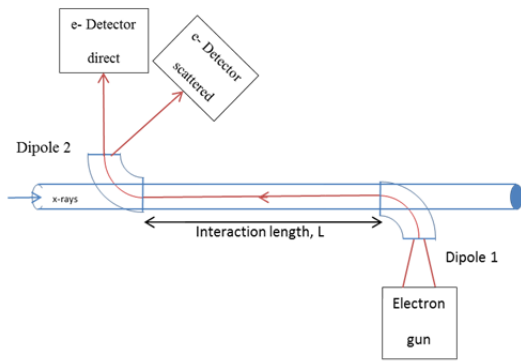 e- Detector
direct
e- Detector
scattered
Dipole 2
x-rays
Interaction length, L
Dipole 1
Electron
gun